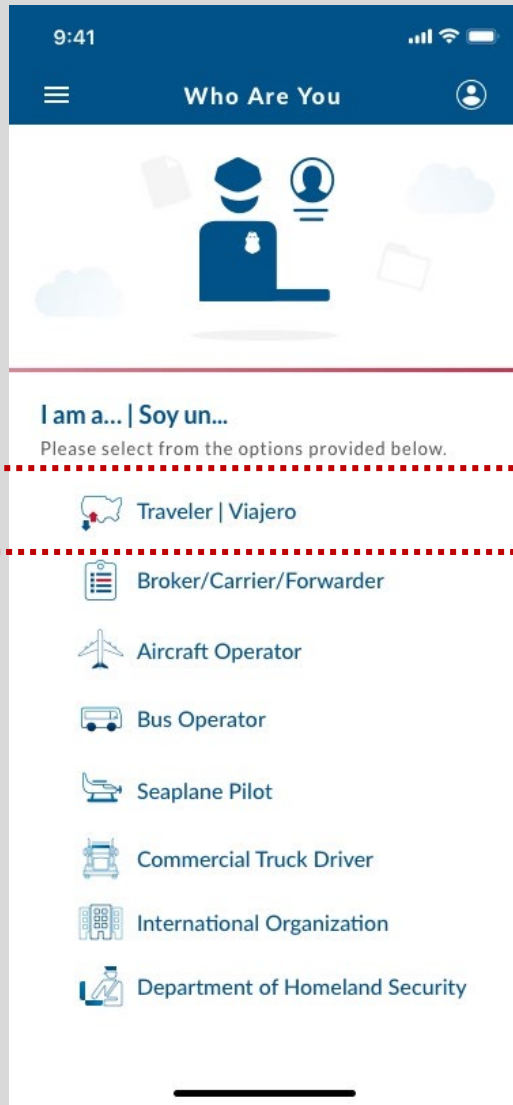 9:41
Who Are You
I am a... | Soy un...
Please select from the options provided below.
Traveler | Viajero
Broker/Carrier/Forwarder
Aircraft Operator
Bus Operator
Seaplane Pilot
Commercial Truck Driver
International Organization
Department of Homeland Security